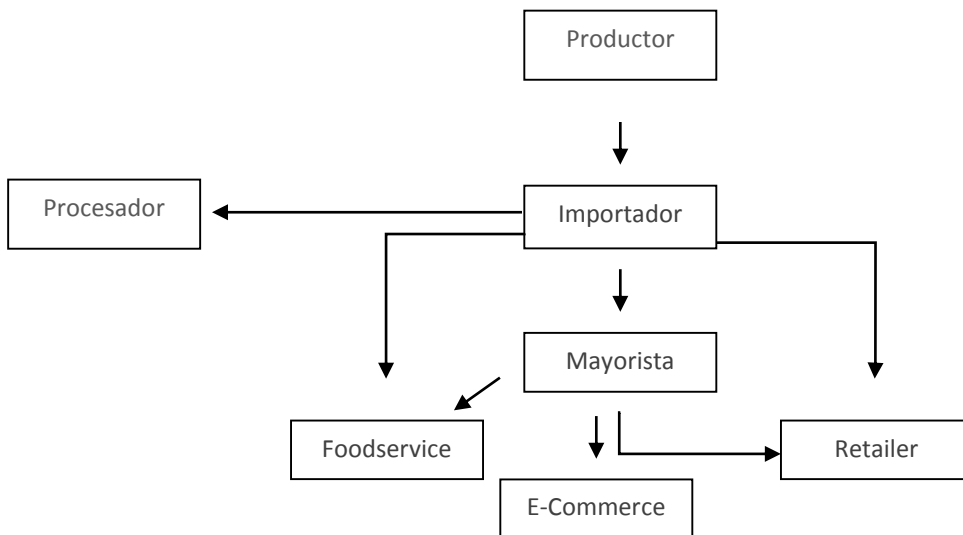 Productor
Procesador
Importador
Mayorista
Foodservice
Retailer
E-Commerce